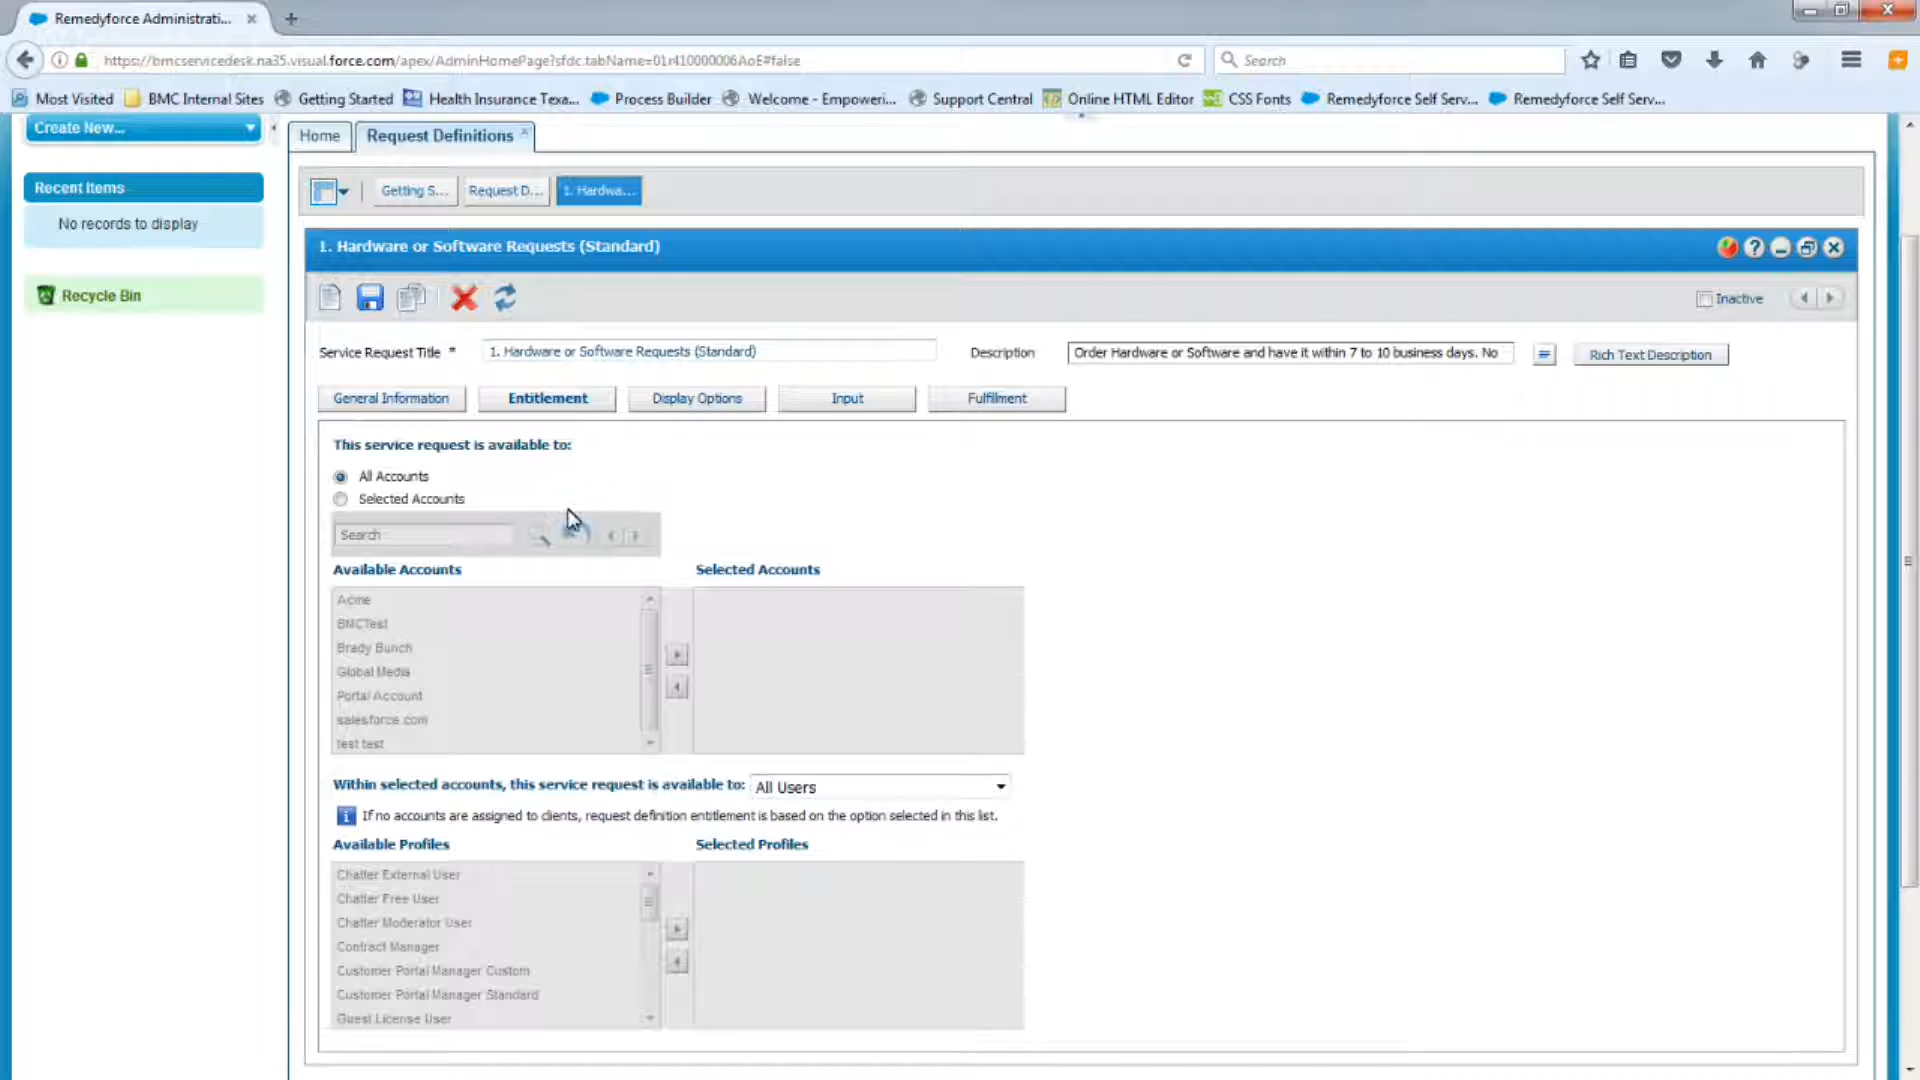 Remedyforce Administrati...
https://bmcservicedesk.na35.visual.force.com/apex/AdminHomePage?sfdc.tabName=01r410000006AoE#false
Search
Most Visited
BMC Internal Sites
Getting Started
Health Insurance Texa...
Process Builder
Welcome - Empoweri...
Support Central
Online HTML Editor
CSS Fonts
Remedyforce Self Serv...
Remedyforce Self Serv...
Create New...
Home
Request Definitions
Recent Items
No records to display
Recycle Bin
Getting S...
Request D...
1. Hardwa...
1. Hardware or Software Requests (Standard)
Inactive
Service Request Title *
1. Hardware or Software Requests (Standard)
Description
Order Hardware or Software and have it within 7 to 10 business days. No
Rich Text Description
General Information
Entitlement
Display Options
Input
Fulfillment
This service request is available to:
All Accounts
Selected Accounts
Search
Available Accounts
Selected Accounts
Acme
BMCTest
Brady Bunch
Global Media
Portal Account
salesforce.com
test test
Within selected accounts, this service request is available to:
All Users
If no accounts are assigned to clients, request definition entitlement is based on the option selected in this list.
Available Profiles
Selected Profiles
Chatter External User
Chatter Free User
Chatter Moderator User
Contract Manager
Customer Portal Manager Custom
Customer Portal Manager Standard
Guest License User